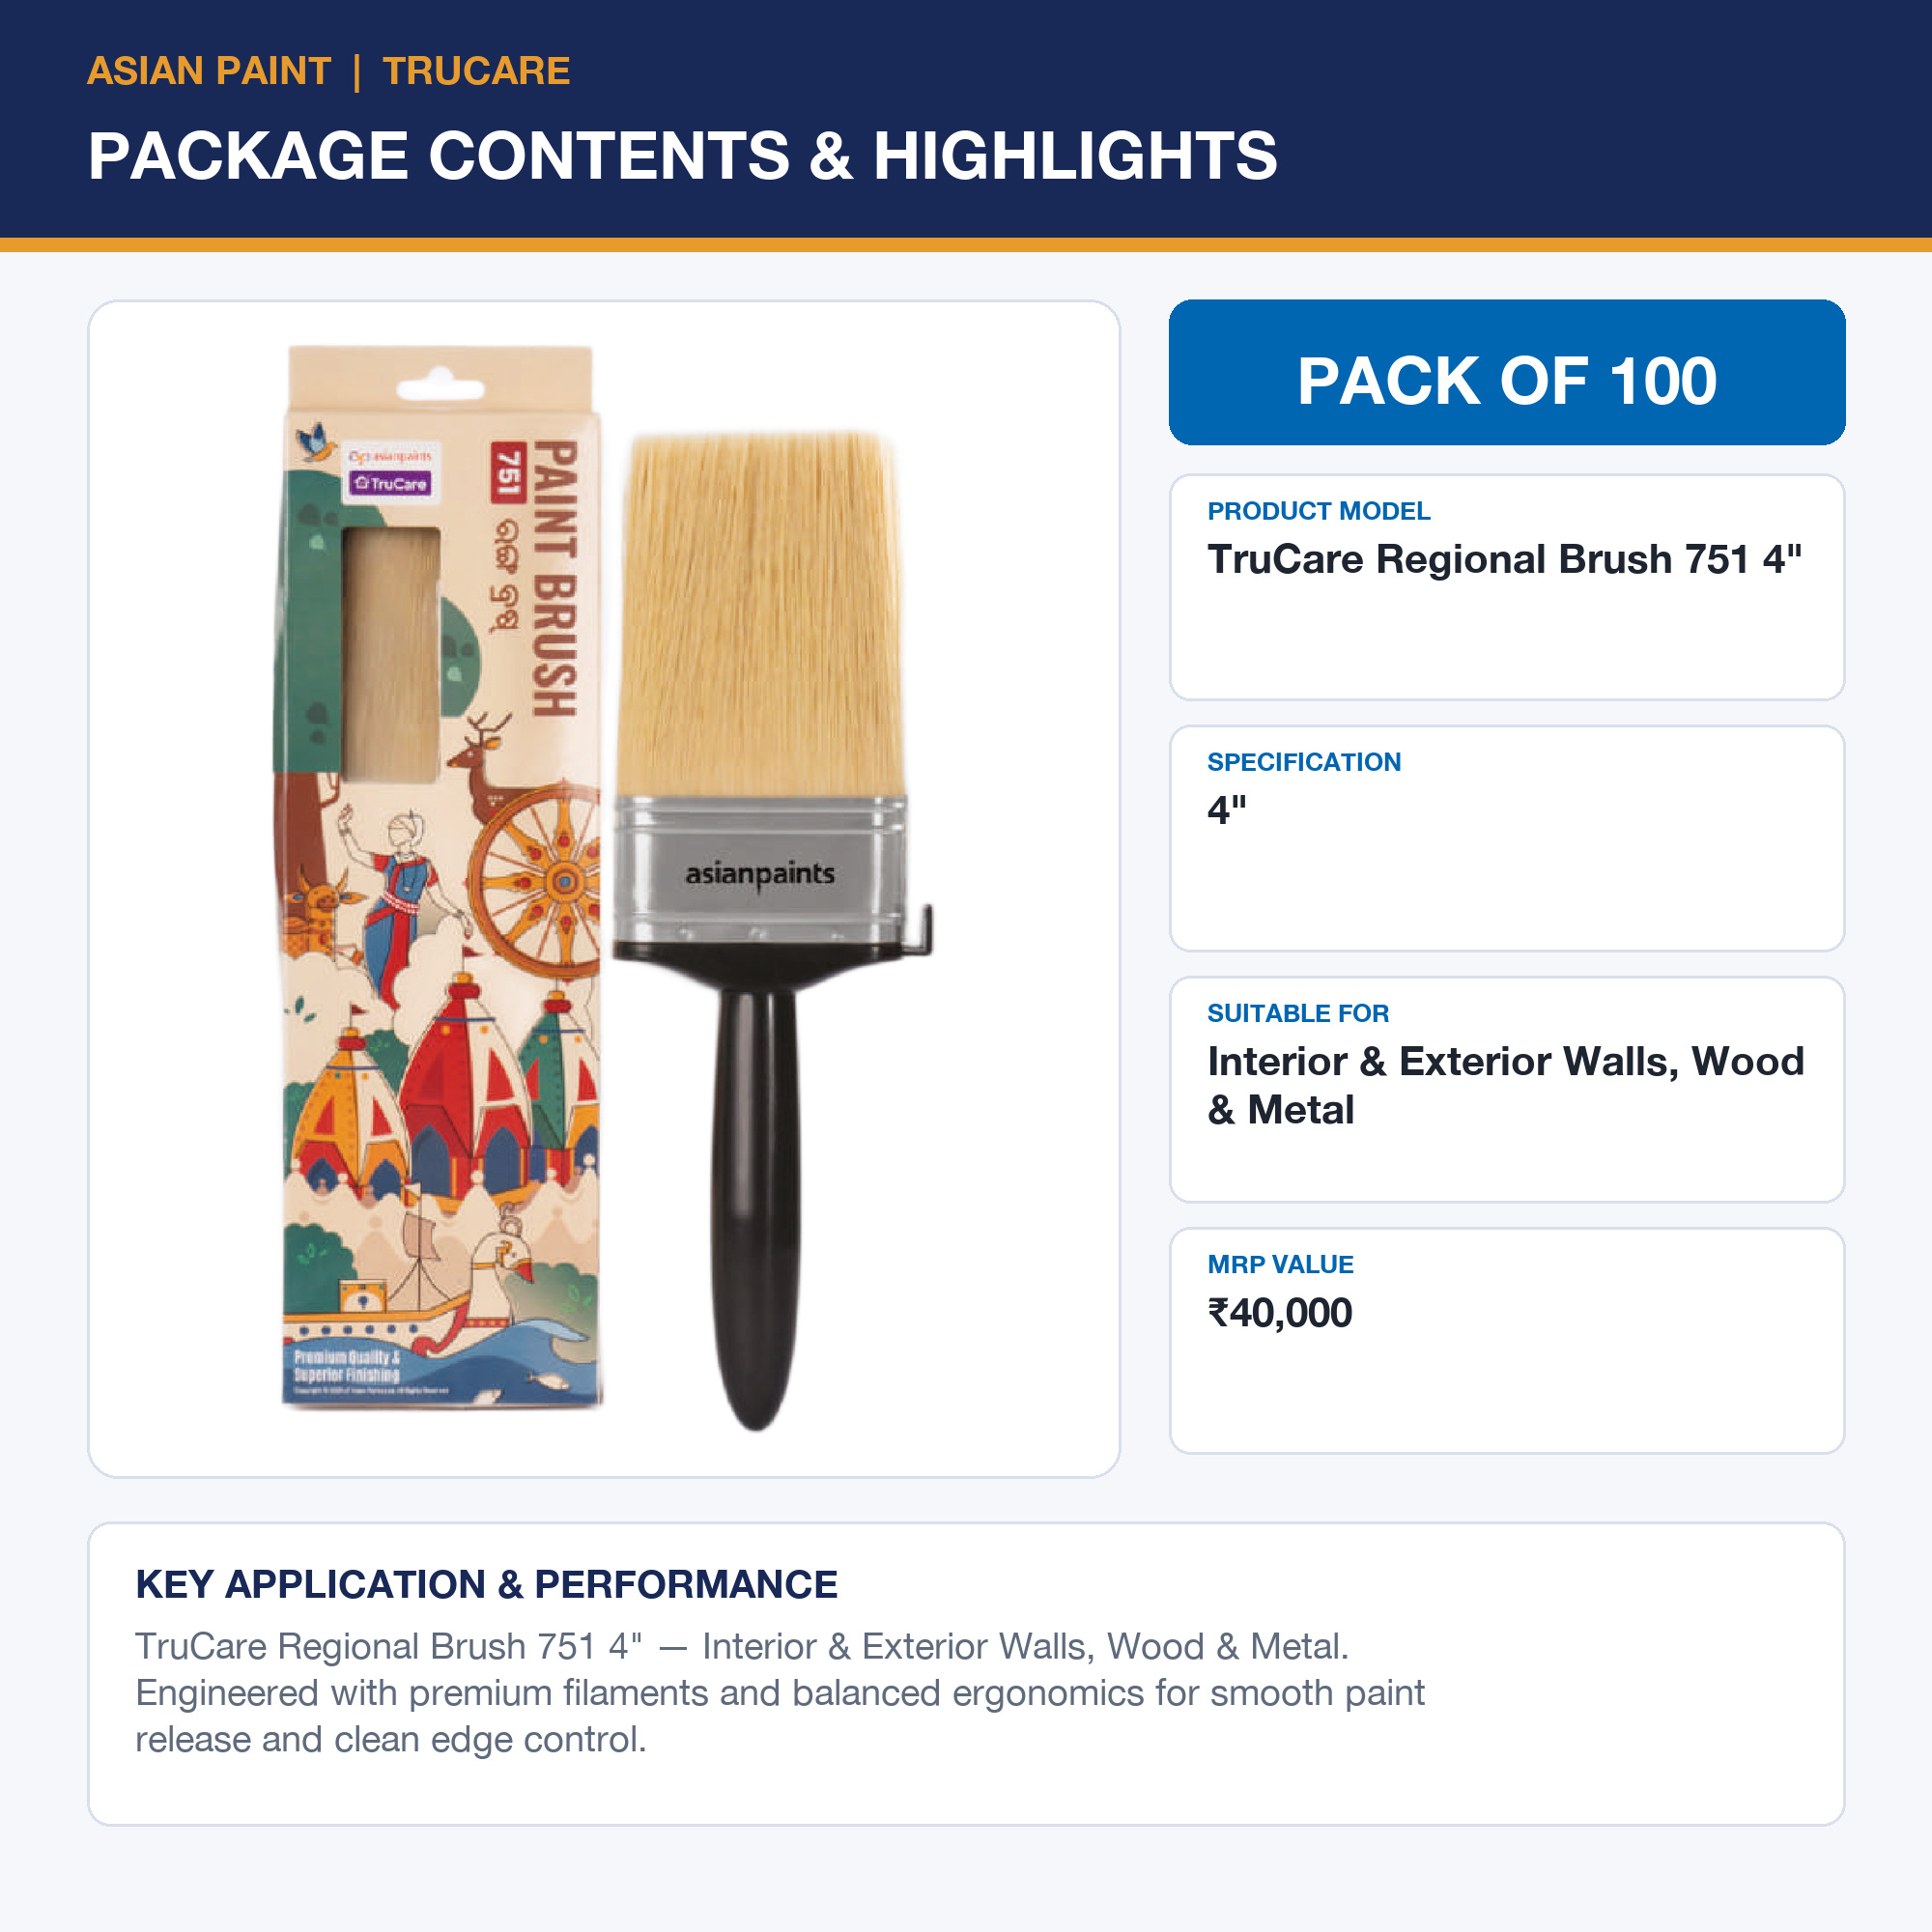 ASIAN PAINT | TRUCARE
PACKAGE CONTENTS & HIGHLIGHTS
asianpaints
TruCare
751
PAINT BRUSH
ରଙ୍ଗ ବ୍ରୁସ୍
asianpaints
Premium Quality &
Superior Finishing
PACK OF 100
PRODUCT MODEL
TruCare Regional Brush 751 4"
SPECIFICATION
4"
SUITABLE FOR
Interior & Exterior Walls, Wood
& Metal
MRP VALUE
₹40,000
KEY APPLICATION & PERFORMANCE
TruCare Regional Brush 751 4" — Interior & Exterior Walls, Wood & Metal.
Engineered with premium filaments and balanced ergonomics for smooth paint
release and clean edge control.